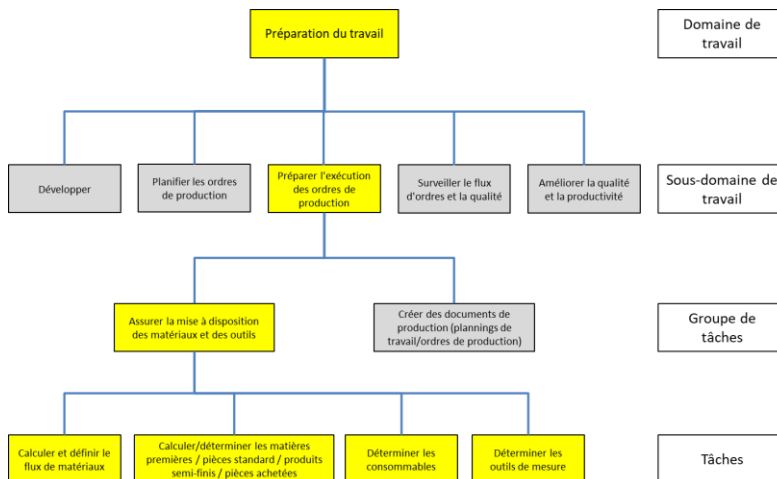 Préparation du travail
Domaine de
travail
Développer
Planifier les ordres
de production
Préparer l'exécution
des ordres de
production
Surveiller le flux
d'ordres et la qualité
Améliorer la qualité
et la productivité
Sous-domaine de
travail
Assurer la mise à disposition
des matériaux et des outils
Créer des documents de
production (plannings de
travail/ordres de production)
Groupe de
tâches
Calculer et définir le
flux de matériaux
Calculer/déterminer les matières
premières / pièces standard / produits
semi-finis / pièces achetées
Déterminer les
consommables
Déterminer les
outils de mesure
Tâches